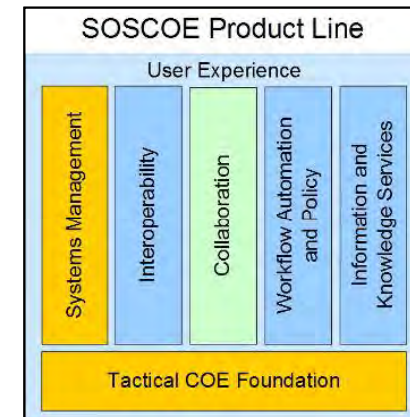 SOSCOE Product Line
User Experience
Systems Management
Interoperability
Collaboration
Workflow Automation
and Policy
Information and
Knowledge Services
Tactical COE Foundation